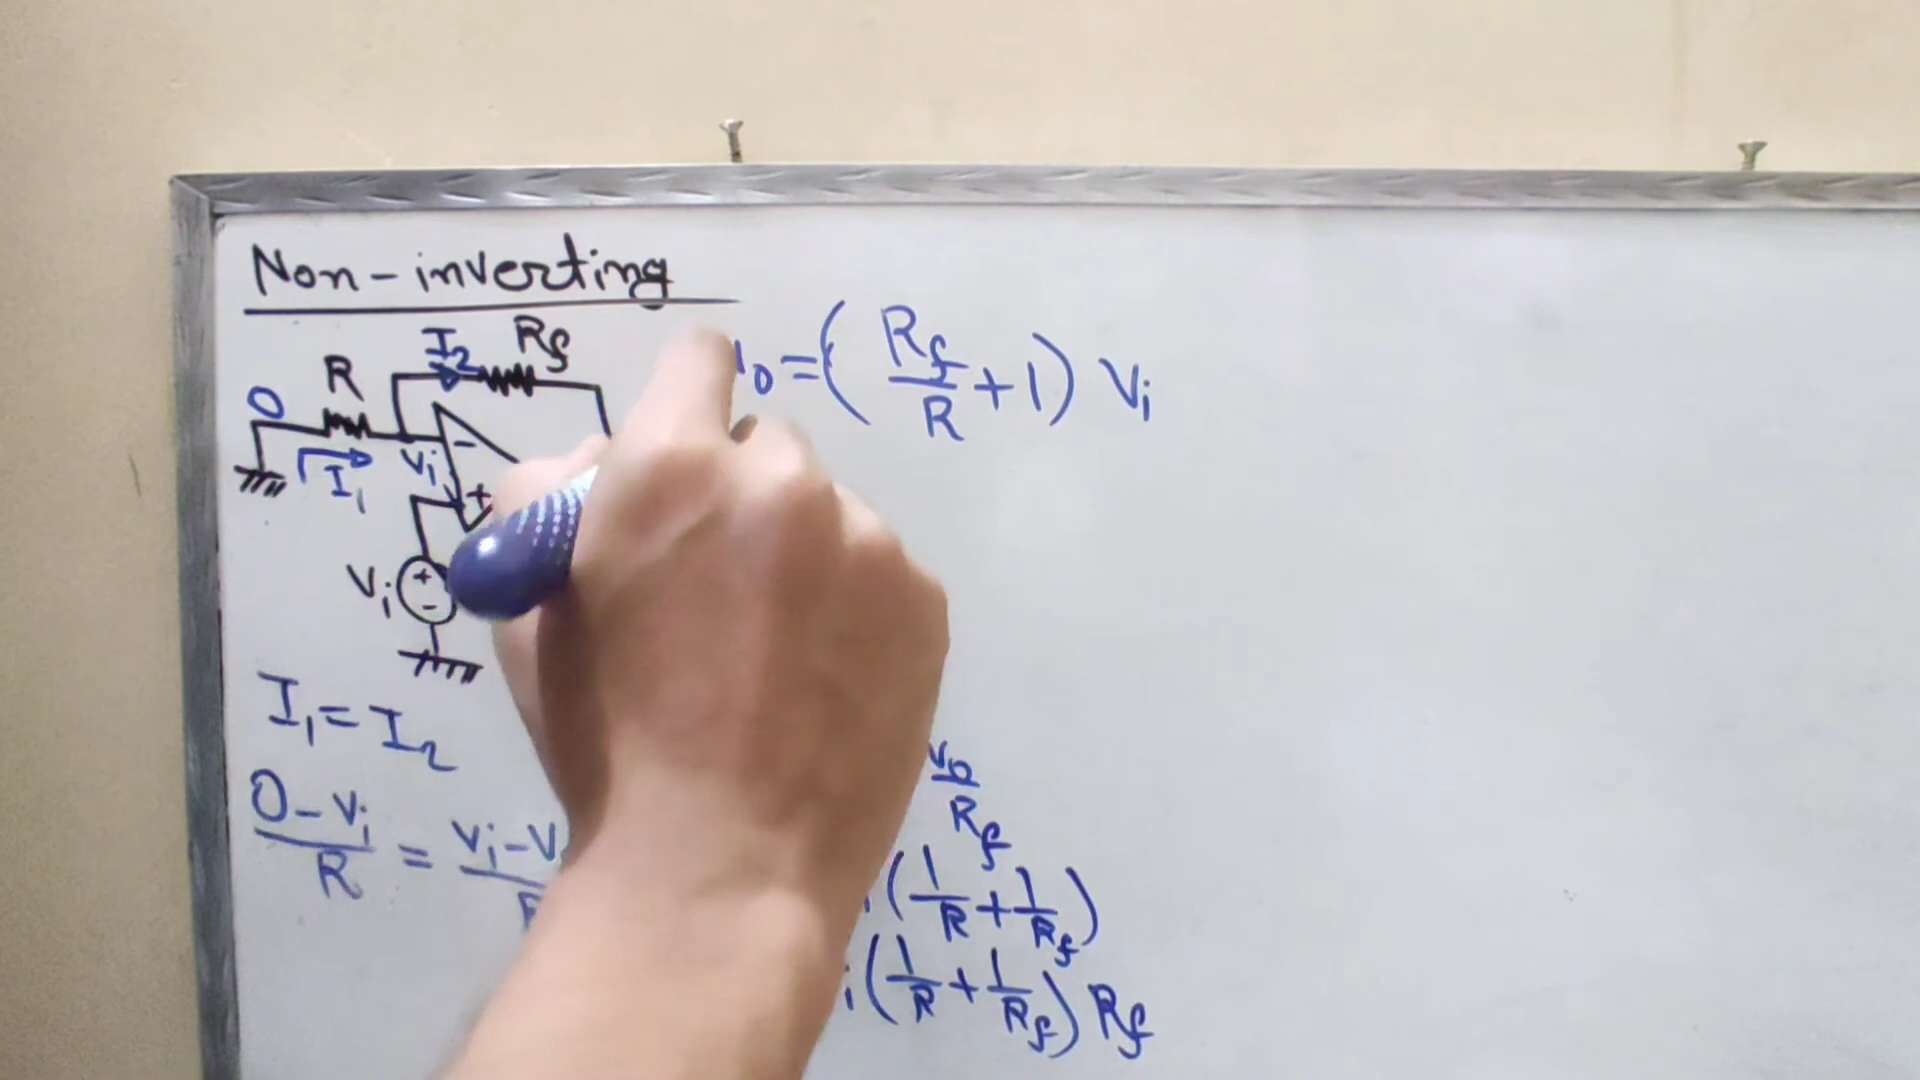 Non-inverting
I₂ Rf
R
0
Vi -
I₁
+
Vi + -
I₁ = I₂
(0 - Vi)/R = (Vi - V
V₀ = (Rf/R + 1) Vi
V₀/Rf
(1/R + 1/Rf)
i (1/R + 1/Rf) Rf